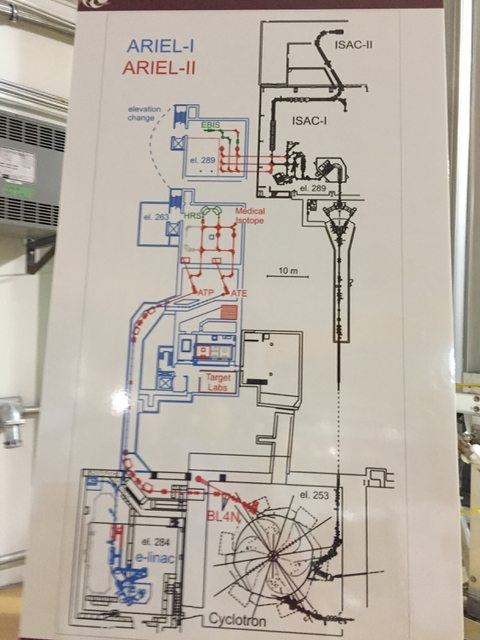 ARIEL-I
ARIEL-II
ISAC-II
elevation
change
EBIS
ISAC-I
el. 289
el. 289
el. 263
HRS
Medical
Isotope
10 m
ATP
ATE
Target
Labs
BL4N
el. 253
el. 284
e-linac
Cyclotron